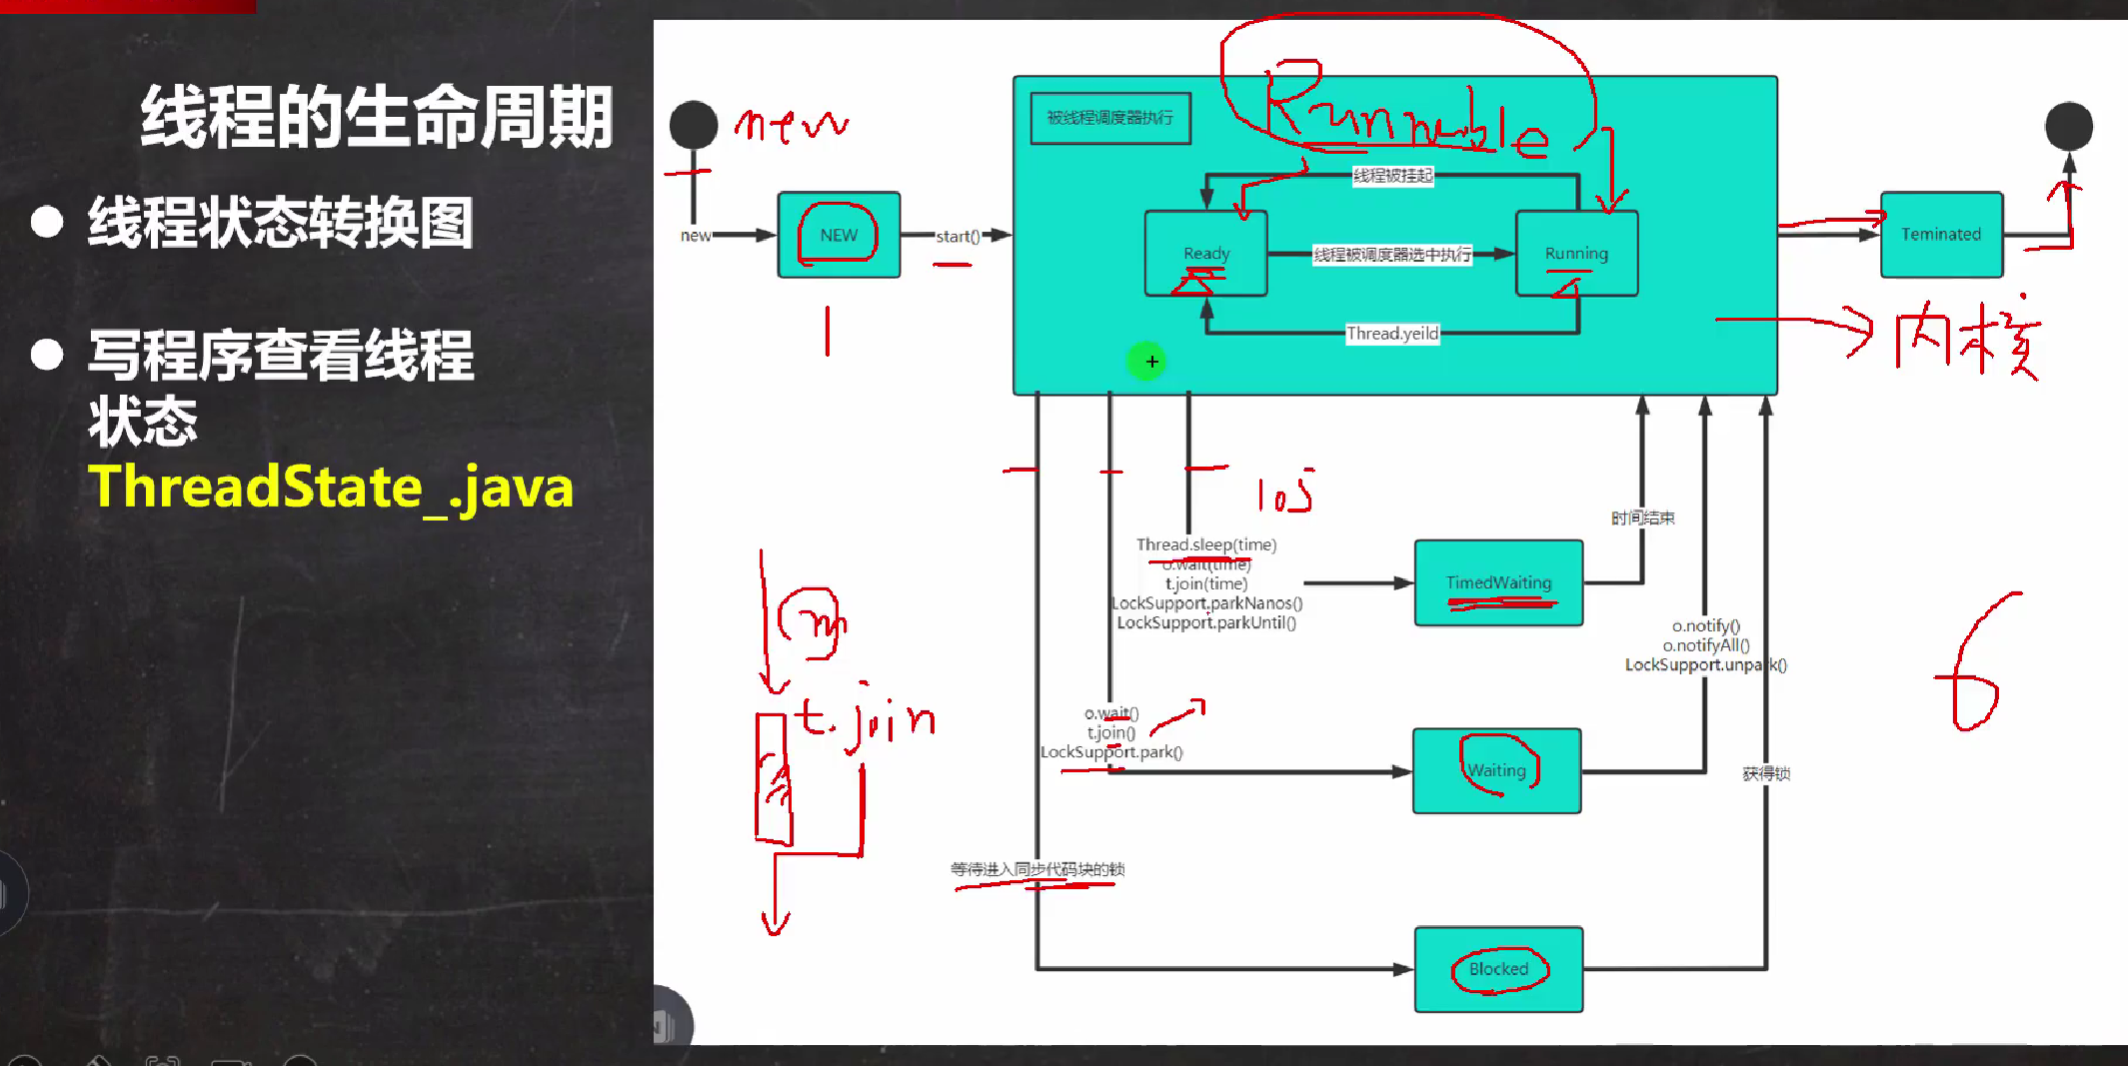 线程的生命周期
线程状态转换图
写程序查看线程
状态
ThreadState_.java
new
new
NEW
start()
1
被线程调度器执行
Runnable
线程被挂起
Ready
线程被调度器选中执行
Running
Thread.yeild
Teminated
内核
10s
Thread.sleep(time)
o.wait(time)
t.join(time)
LockSupport.parkNanos()
LockSupport.parkUntil()
TimedWaiting
时间结束
o.notify()
o.notifyAll()
LockSupport.unpark()
6
t.join
o.wait()
t.join()
LockSupport.park()
Waiting
获得锁
等待进入同步代码块的锁
Blocked